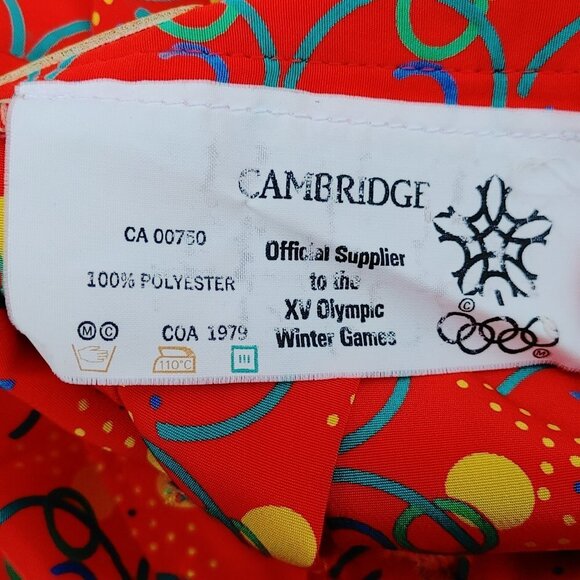 CAMBRIDGE
CA 00750
100% POLYESTER
Official Supplier
to the
XV Olympic
Winter Games
M C COA 1979
110°C
©
M